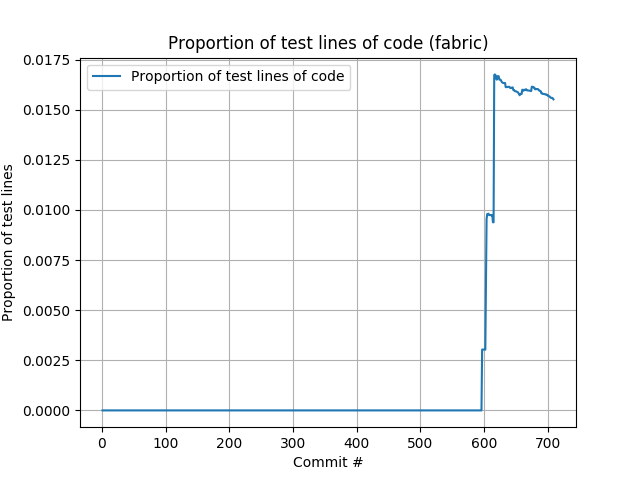 Proportion of test lines of code (fabric)
Proportion of test lines of code
0.0175
0.0150
0.0125
0.0100
0.0075
0.0050
0.0025
0.0000
Proportion of test lines
0 100 200 300 400 500 600 700
Commit #